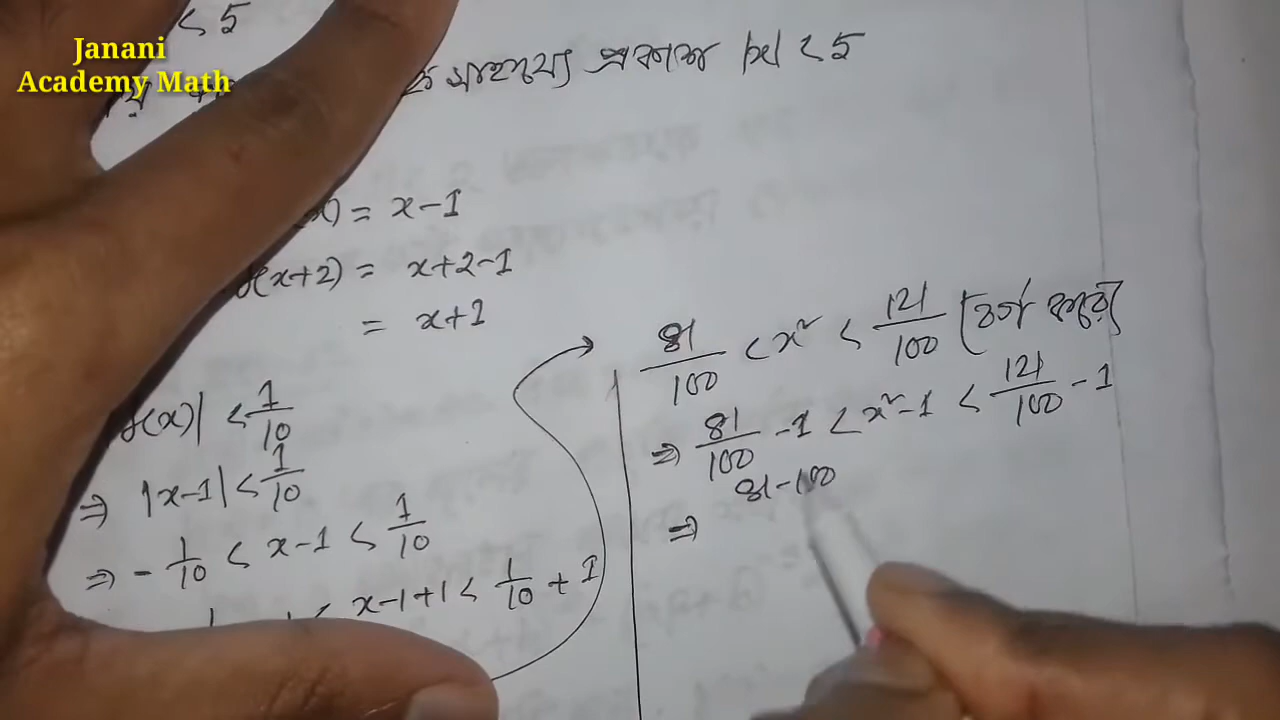 Janani
Academy Math
< 5
সাহায্যে প্রকাশ |x| < 5
= x-1
(x+2) = x+2-1
= x+1
(x)| < 1/10
⇒ |x-1| < 1/10
⇒ - 1/10 < x-1 < 1/10
x-1+1 < 1/10 + 1
81/100 < x² < 121/100 [বর্গ করে]
⇒ 81/100 - 1 < x²-1 < 121/100 - 1
⇒ 81-100